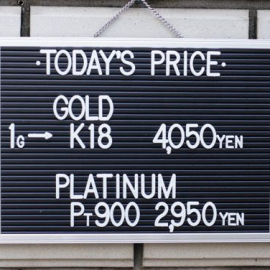 ·TODAY'S PRICE·
GOLD
1G→ K18 4,050YEN
PLATINUM
PT900 2,950YEN